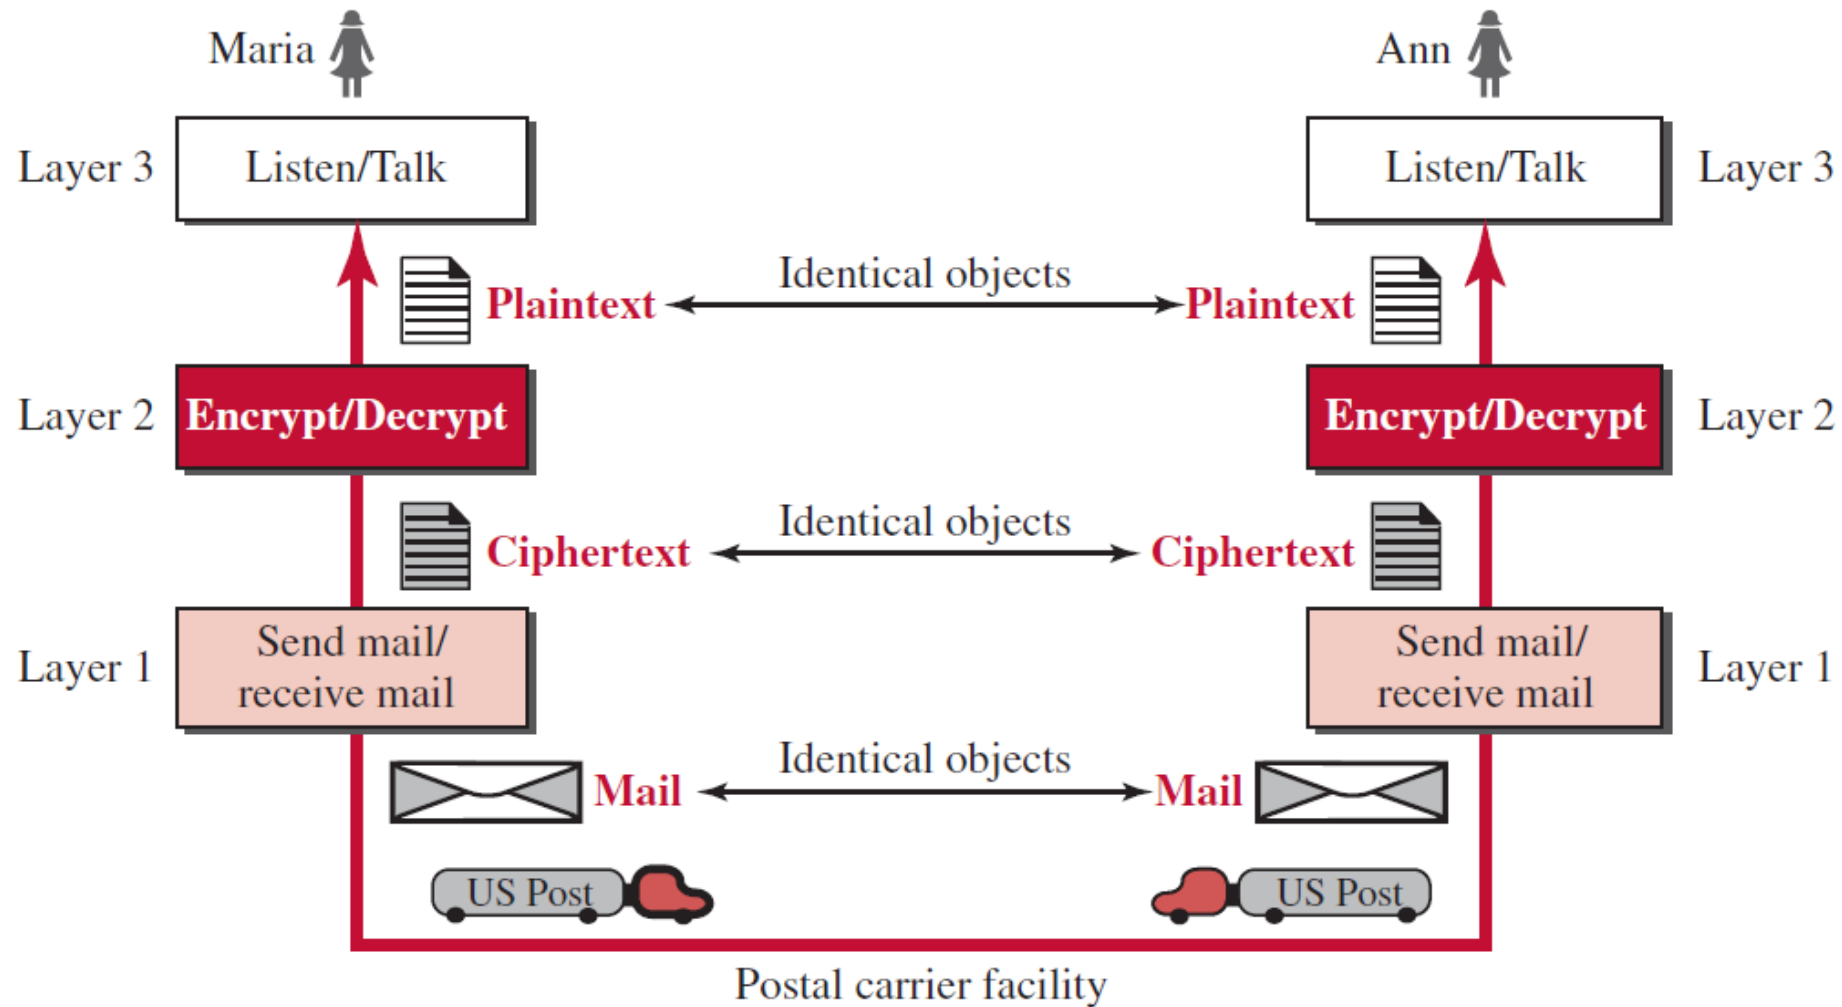 Maria
Ann
Layer 3
Listen/Talk
Listen/Talk
Layer 3
Identical objects
Plaintext
Plaintext
Layer 2
Encrypt/Decrypt
Encrypt/Decrypt
Layer 2
Identical objects
Ciphertext
Ciphertext
Layer 1
Send mail/
receive mail
Send mail/
receive mail
Layer 1
Identical objects
Mail
Mail
US Post
US Post
Postal carrier facility